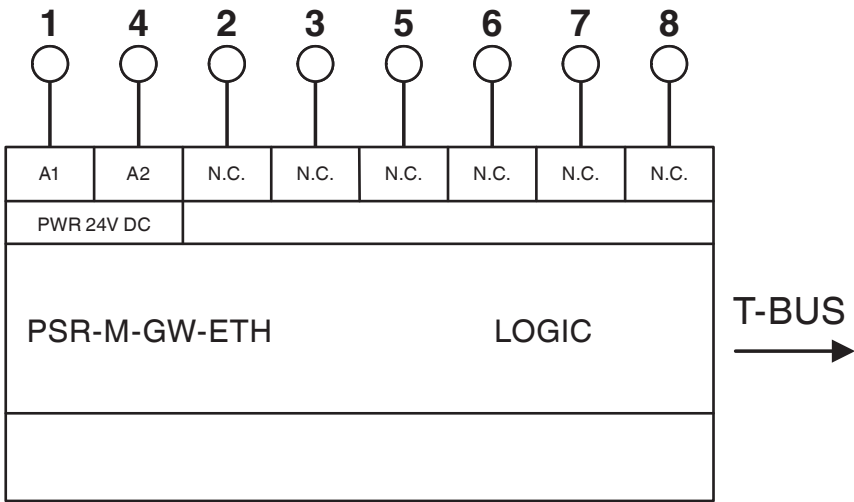 1 4 2 3 5 6 7 8
A1 A2 N.C. N.C. N.C. N.C. N.C. N.C.
PWR 24V DC
PSR-M-GW-ETH LOGIC
T-BUS